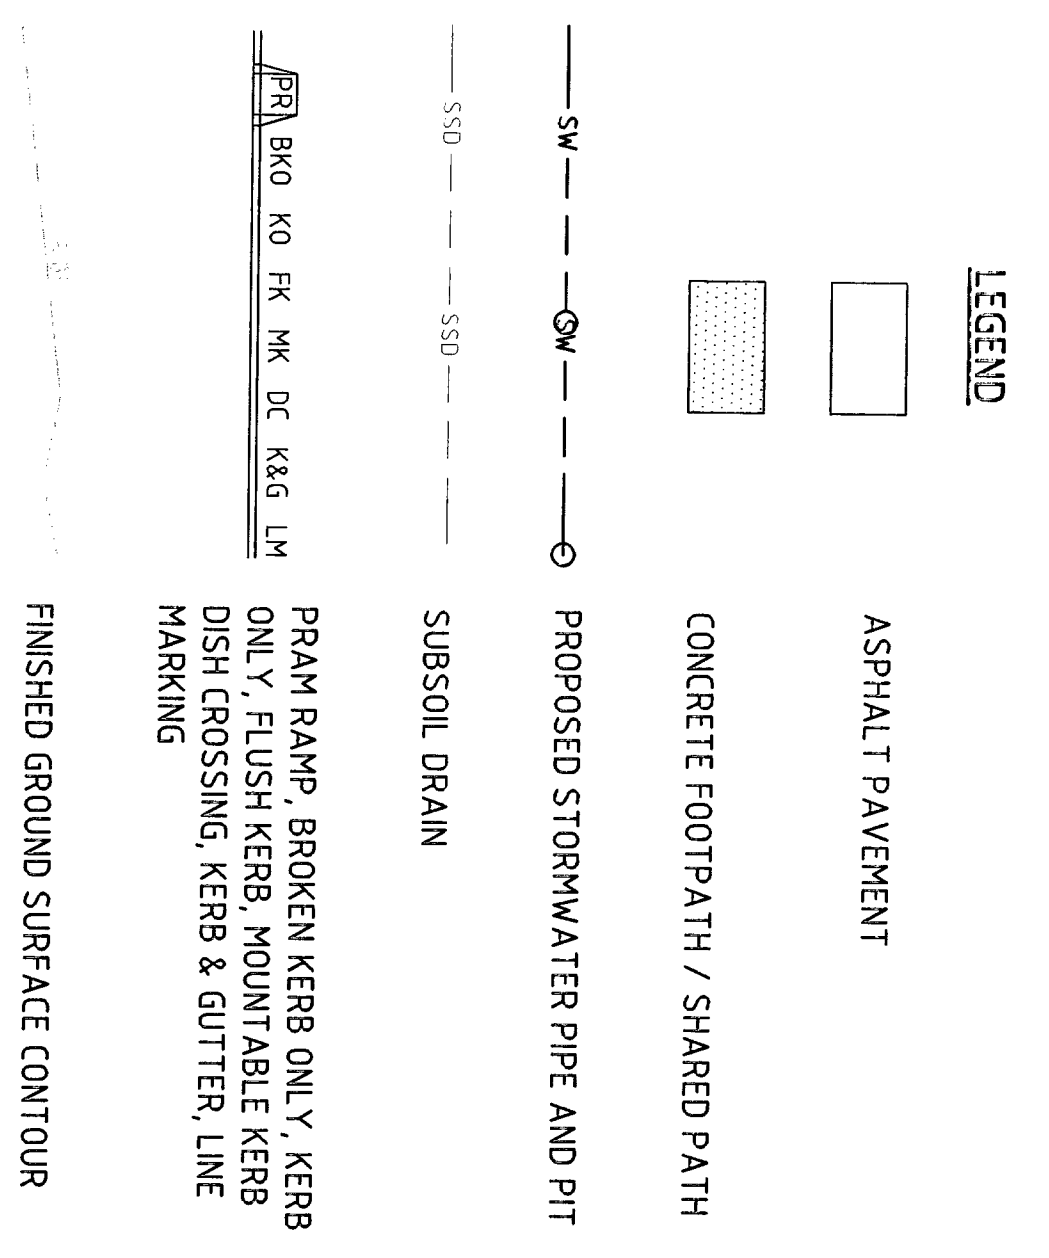 LEGEND
ASPHALT PAVEMENT
CONCRETE FOOTPATH / SHARED PATH
SW SW
PROPOSED STORMWATER PIPE AND PIT
SSD SSD
SUBSOIL DRAIN
PR BKO KO FK MK DC K&G LM
PRAM RAMP, BROKEN KERB ONLY, KERB
ONLY, FLUSH KERB, MOUNTABLE KERB
DISH CROSSING, KERB & GUTTER, LINE
MARKING
FINISHED GROUND SURFACE CONTOUR